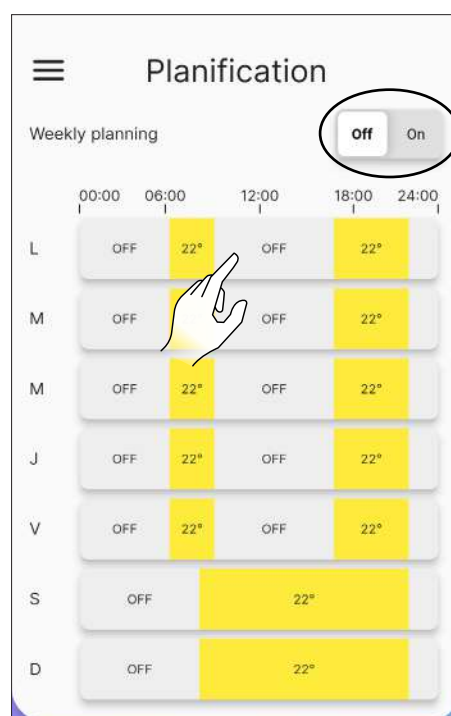 Planification
Weekly planning Off On
00:00 06:00 12:00 18:00 24:00
L OFF 22° OFF 22°
M OFF OFF 22°
M OFF 22° OFF 22°
J OFF 22° OFF 22°
V OFF 22° OFF 22°
S OFF 22°
D OFF 22°